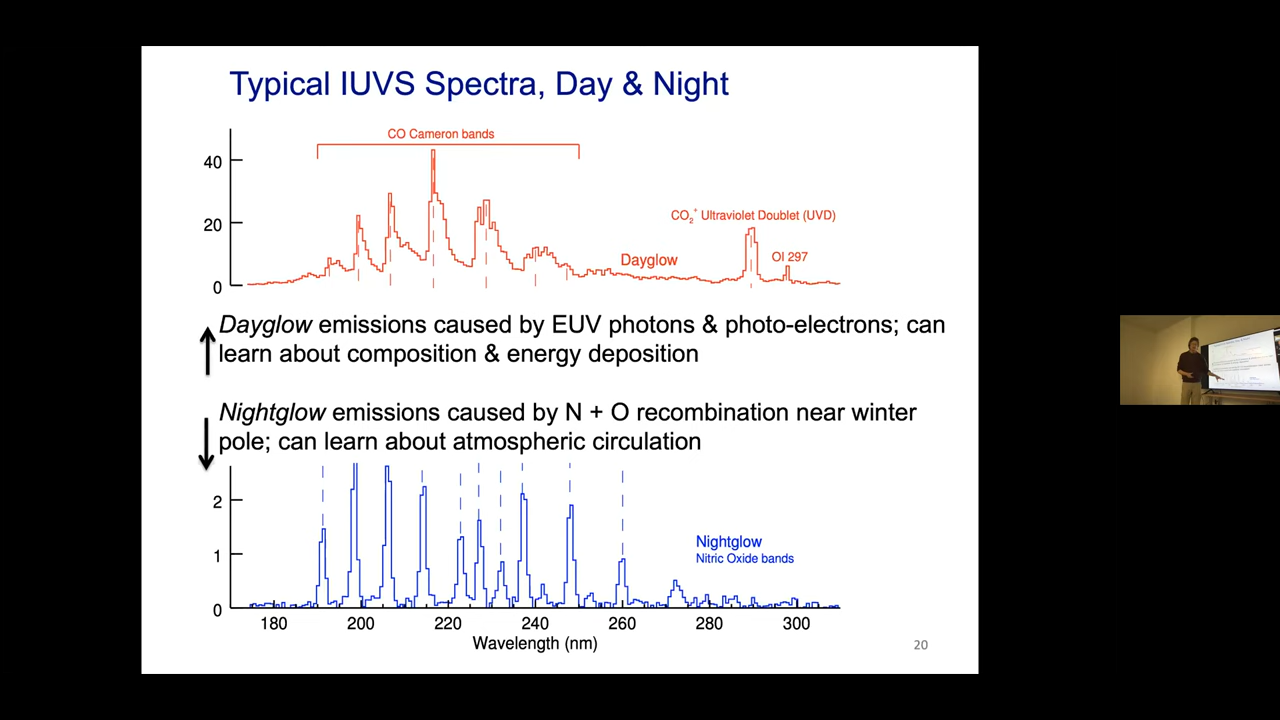 Typical IUVS Spectra, Day & Night
CO Cameron bands
40
20
0
CO₂⁺ Ultraviolet Doublet (UVD)
OI 297
Dayglow
Dayglow emissions caused by EUV photons & photo-electrons; can
learn about composition & energy deposition
Nightglow emissions caused by N + O recombination near winter
pole; can learn about atmospheric circulation
2
1
0
Nightglow
Nitric Oxide bands
180 200 220 240 260 280 300
Wavelength (nm)
20